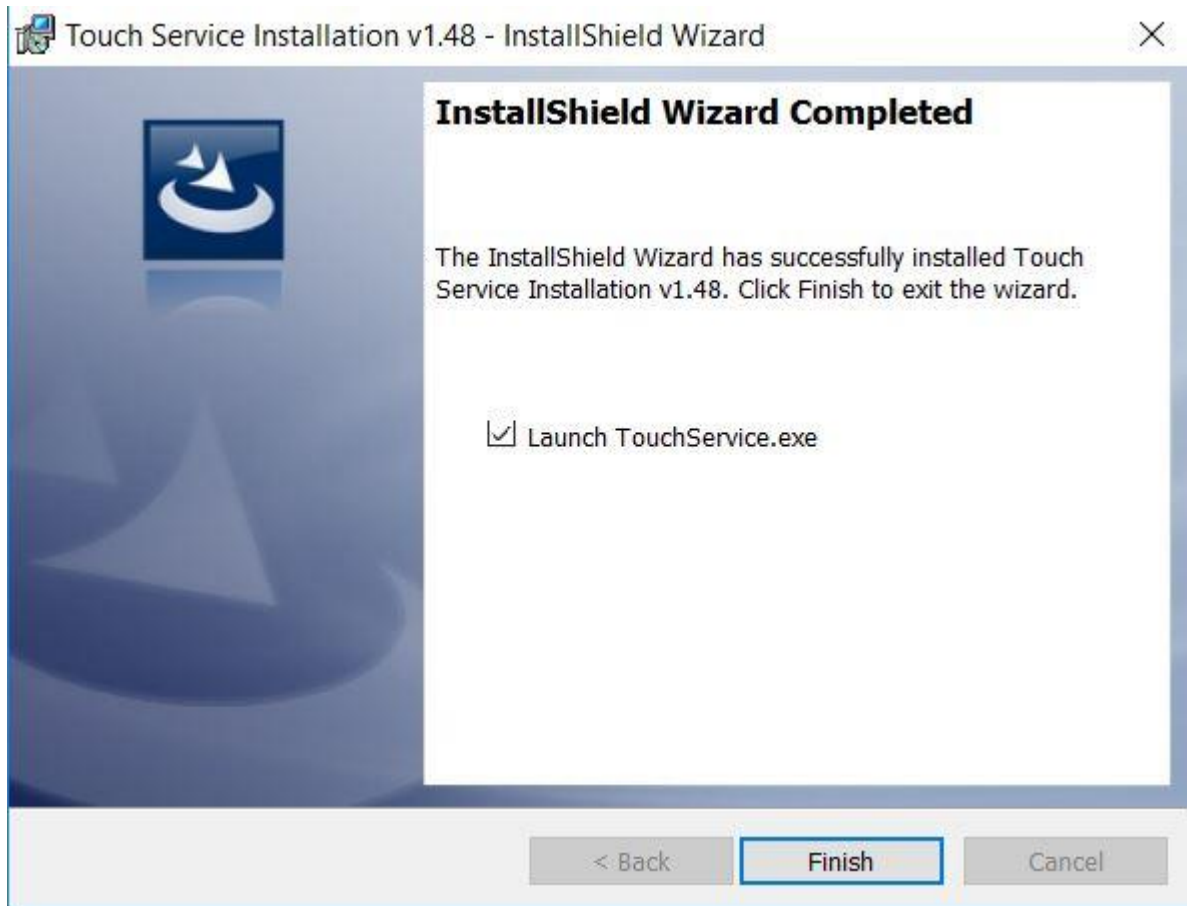 Touch Service Installation v1.48 - InstallShield Wizard
InstallShield Wizard Completed
The InstallShield Wizard has successfully installed Touch
Service Installation v1.48. Click Finish to exit the wizard.
Launch TouchService.exe
< Back
Finish
Cancel